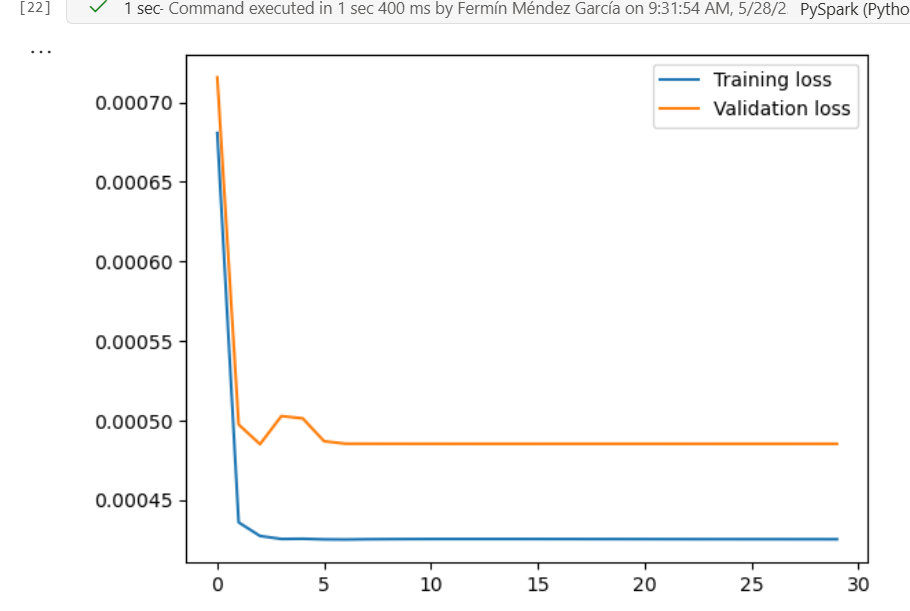 [22] 1 sec- Command executed in 1 sec 400 ms by Fermín Méndez García on 9:31:54 AM, 5/28/2 PySpark (Pytho
...
Training loss
Validation loss
0.00070
0.00065
0.00060
0.00055
0.00050
0.00045
0 5 10 15 20 25 30